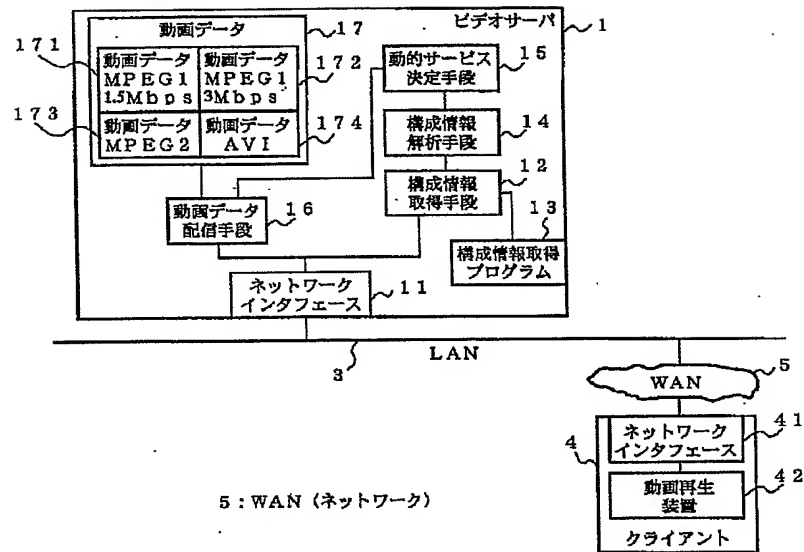 動画データ
17
ビデオサーバ
1
171
動画データ
MPEG1
1.5Mbps
動画データ
MPEG1
3Mbps
172
173
動画データ
MPEG2
動画データ
AVI
174
動的サービス
決定手段
15
構成情報
解析手段
14
構成情報
取得手段
12
動画データ
配信手段
16
13
構成情報取得
プログラム
ネットワーク
インタフェース
11
LAN
3
5
WAN
4
ネットワーク
インタフェース
41
動画再生
装置
42
クライアント
5:WAN(ネットワーク)